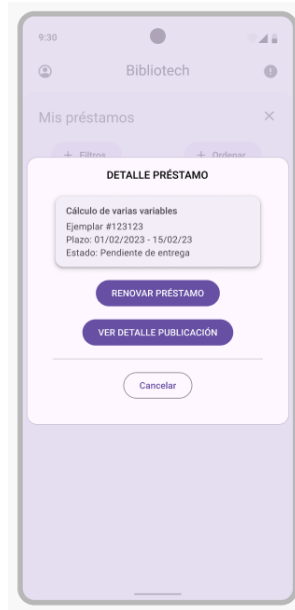 9:30
Bibliotech
Mis préstamos
+ Filtros
+ Ordenar
DETALLE PRÉSTAMO
Cálculo de varias variables
Ejemplar #123123
Plazo: 01/02/2023 - 15/02/23
Estado: Pendiente de entrega
RENOVAR PRÉSTAMO
VER DETALLE PUBLICACIÓN
Cancelar